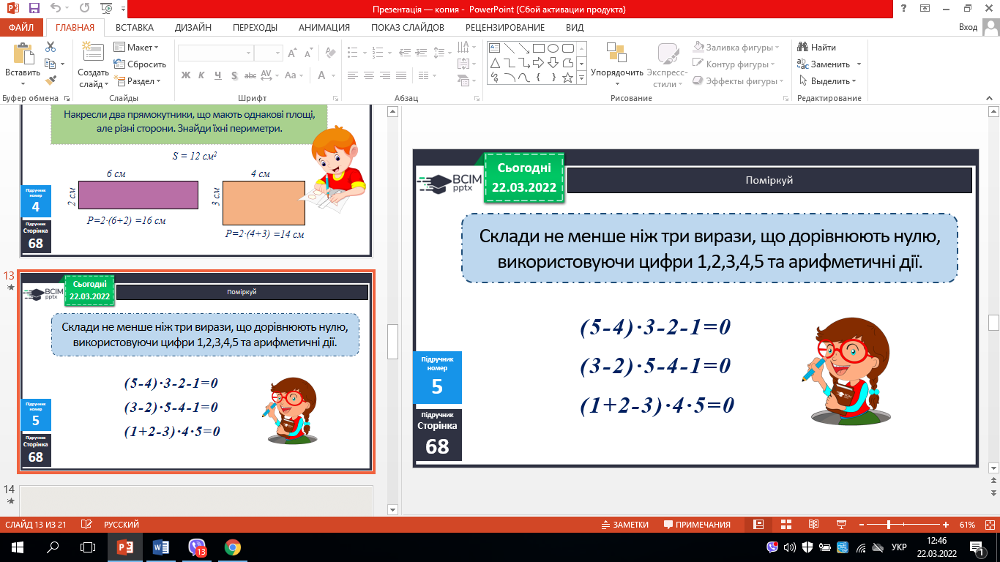 Презентація — копия - PowerPoint (Сбой активации продукта)
ФАЙЛ ГЛАВНАЯ ВСТАВКА ДИЗАЙН ПЕРЕХОДЫ АНИМАЦИЯ ПОКАЗ СЛАЙДОВ РЕЦЕНЗИРОВАНИЕ ВИД Вход
Вставить
Буфер обмена
Создать слайд
Макет
Сбросить
Раздел
Слайды
Ж К Ч S abc AV Aa A
Шрифт
Абзац
Упорядочить
Экспресс-стили
Заливка фигуры
Контур фигуры
Эффекты фигуры
Рисование
Найти
Заменить
Выделить
Редактирование
Накресли два прямокутники, що мають однакові площі,
але різні сторони. Знайди їхні периметри.
S = 12 см²
6 см
2 см
P=2·(6+2) =16 см
4 см
3 см
P=2·(4+3) =14 см
Підручник
номер
4
Підручник
Сторінка
68
13
Сьогодні
22.03.2022
BCIM
pptx
Поміркуй
Склади не менше ніж три вирази, що дорівнюють нулю,
використовуючи цифри 1,2,3,4,5 та арифметичні дії.
(5-4)·3-2-1=0
(3-2)·5-4-1=0
(1+2-3)·4·5=0
Підручник
номер
5
Підручник
Сторінка
68
14
Сьогодні
22.03.2022
BCIM
pptx
Поміркуй
Склади не менше ніж три вирази, що дорівнюють нулю,
використовуючи цифри 1,2,3,4,5 та арифметичні дії.
(5-4)·3-2-1=0
(3-2)·5-4-1=0
(1+2-3)·4·5=0
Підручник
номер
5
Підручник
Сторінка
68
СЛАЙД 13 ИЗ 21 РУССКИЙ ЗАМЕТКИ ПРИМЕЧАНИЯ 61%
13
УКР
12:46
22.03.2022
1